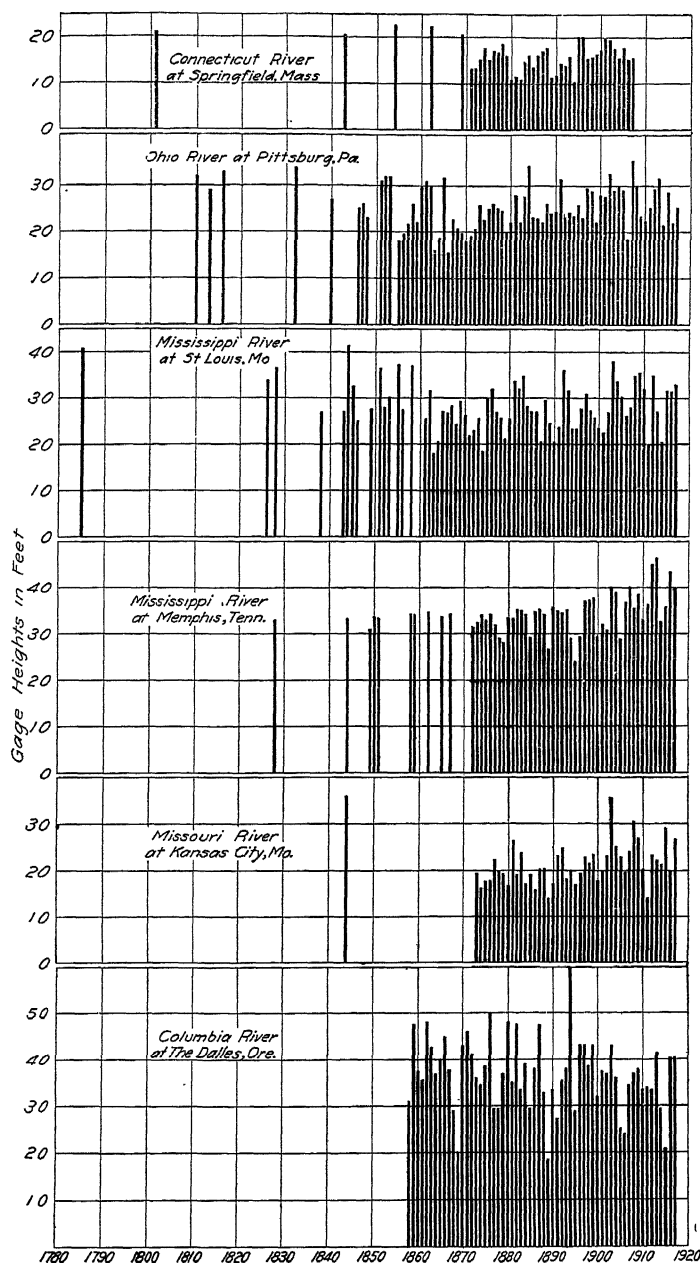 20
10
0
Connecticut River
at Springfield, Mass
Ohio River at Pittsburg, Pa.
30
20
10
0
Mississippi River
at St Louis, Mo
40
30
20
10
0
Mississippi River
at Memphis, Tenn.
40
30
20
10
0
Missouri River
at Kansas City, Mo.
30
20
10
0
Columbia River
at The Dalles, Ore.
50
40
30
20
10
Gage Heights in Feet
1780 1790 1800 1810 1820 1830 1840 1850 1860 1870 1880 1890 1900 1910 1920